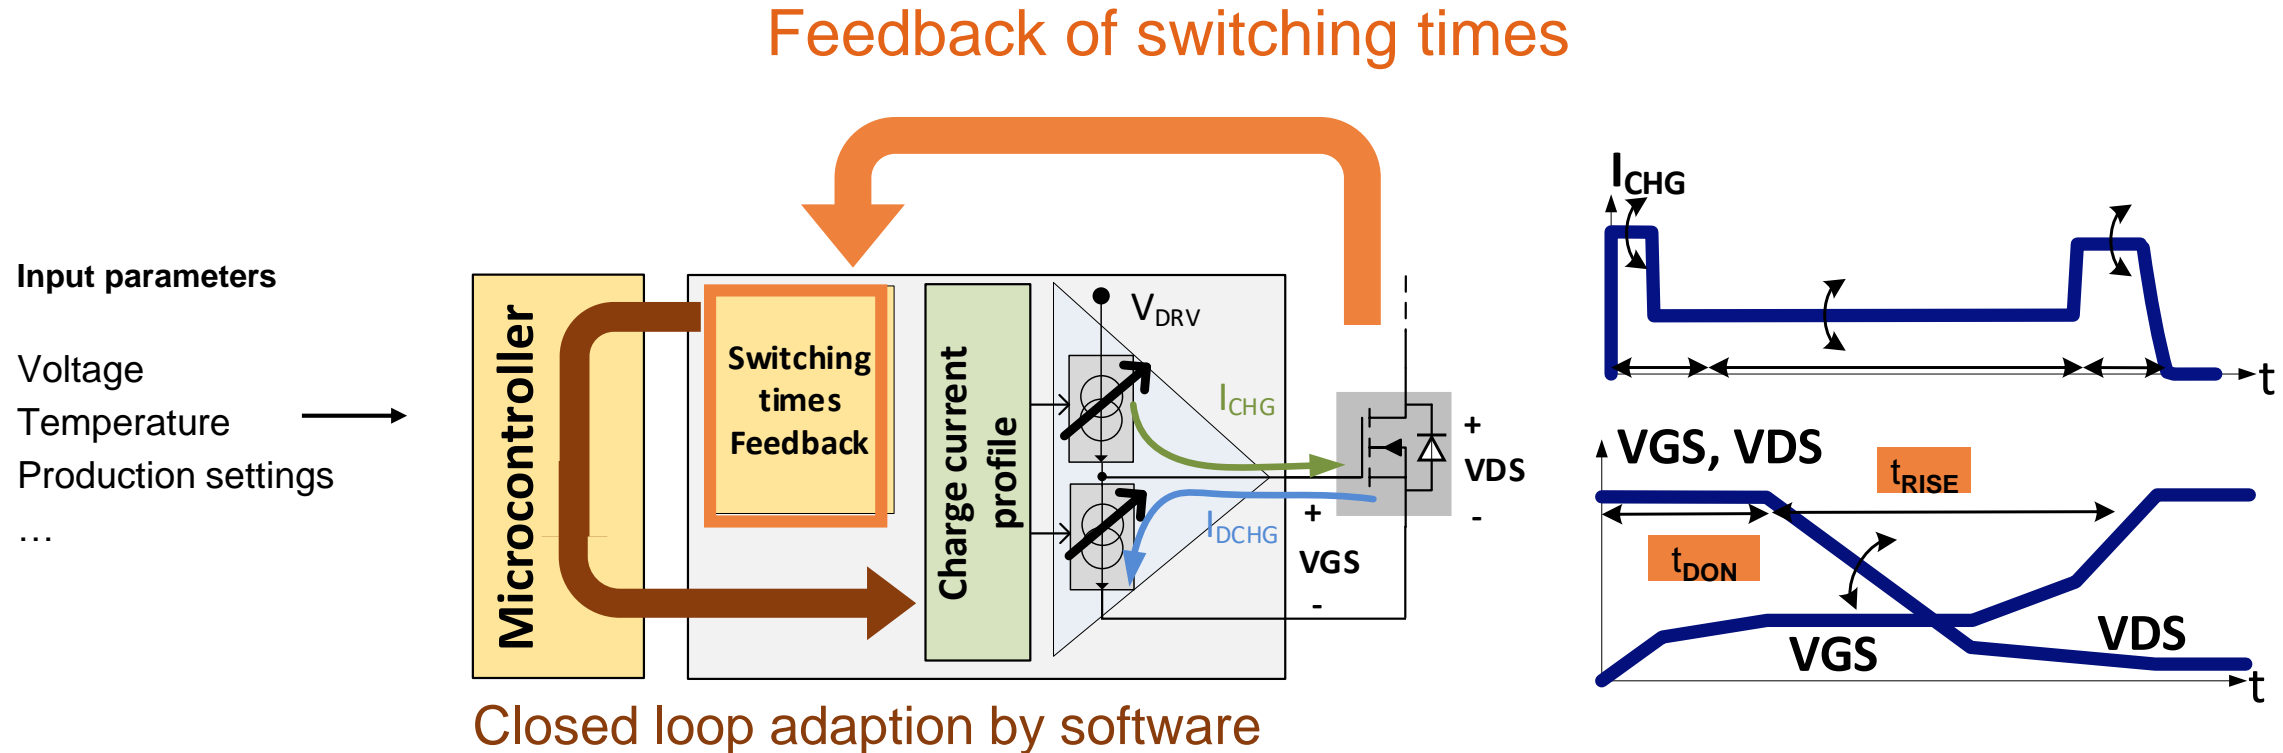 Feedback of switching times
Input parameters
Voltage
Temperature
Production settings
…
Microcontroller
Switching
times
Feedback
Charge current
profile
VDRV
ICHG
IDCHG
+
VGS
-
+
VDS
-
Closed loop adaption by software
ICHG
t
VGS, VDS
tRISE
tDON
VGS
VDS
t